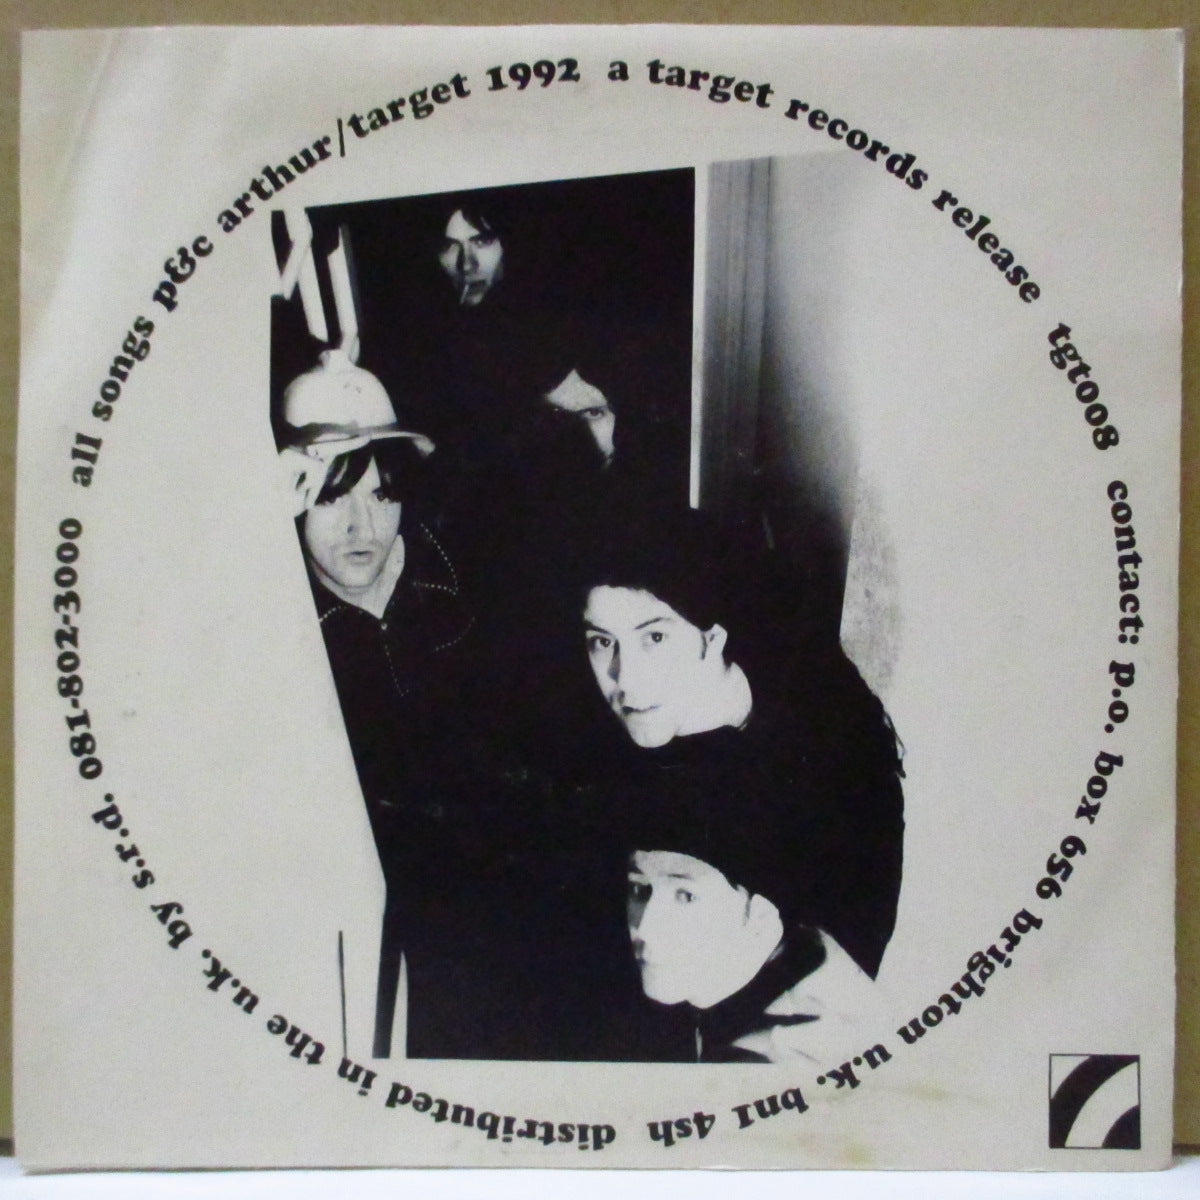 all songs p&c arthur/target 1992 a target records release tgt008 contact: p.o. box 656 brighton u.k. bn1 4sh distributed in the u.k. by s.r.d. 081-802-3000